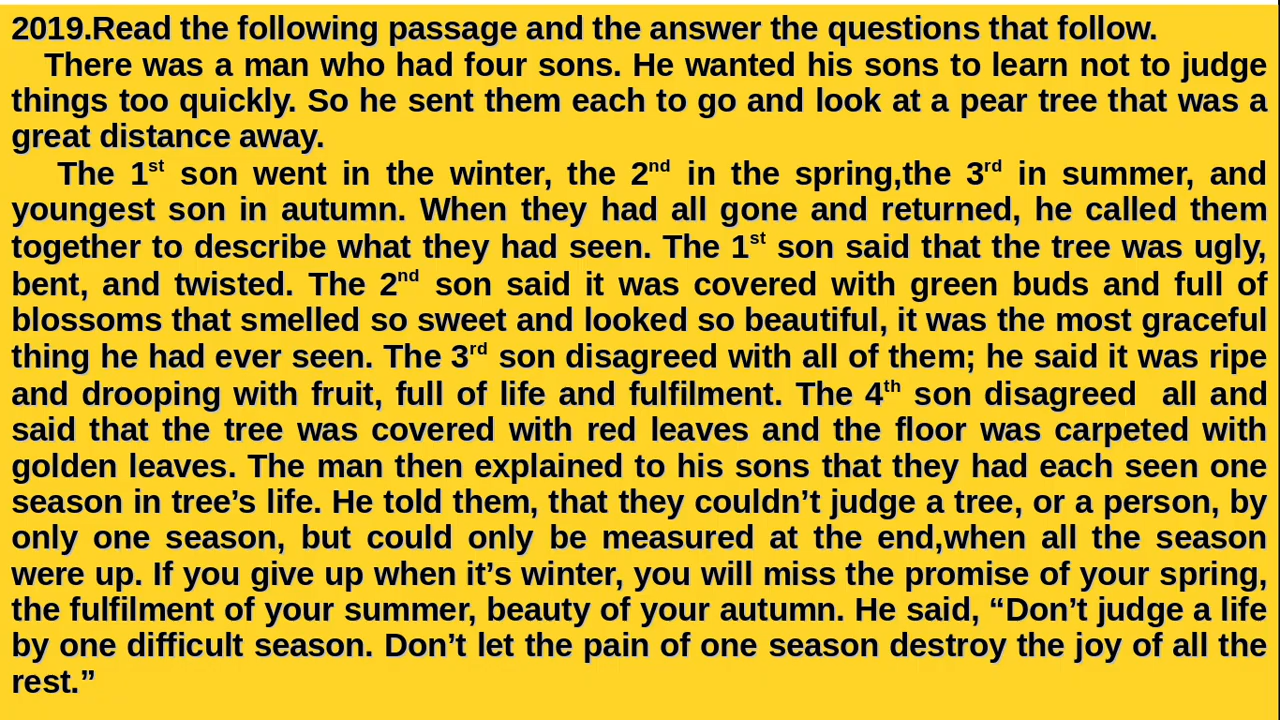 2019.Read the following passage and the answer the questions that follow.
There was a man who had four sons. He wanted his sons to learn not to judge
things too quickly. So he sent them each to go and look at a pear tree that was a
great distance away.
The 1st son went in the winter, the 2nd in the spring,the 3rd in summer, and
youngest son in autumn. When they had all gone and returned, he called them
together to describe what they had seen. The 1st son said that the tree was ugly,
bent, and twisted. The 2nd son said it was covered with green buds and full of
blossoms that smelled so sweet and looked so beautiful, it was the most graceful
thing he had ever seen. The 3rd son disagreed with all of them; he said it was ripe
and drooping with fruit, full of life and fulfilment. The 4th son disagreed all and
said that the tree was covered with red leaves and the floor was carpeted with
golden leaves. The man then explained to his sons that they had each seen one
season in tree’s life. He told them, that they couldn’t judge a tree, or a person, by
only one season, but could only be measured at the end,when all the season
were up. If you give up when it’s winter, you will miss the promise of your spring,
the fulfilment of your summer, beauty of your autumn. He said, “Don’t judge a life
by one difficult season. Don’t let the pain of one season destroy the joy of all the
rest.”